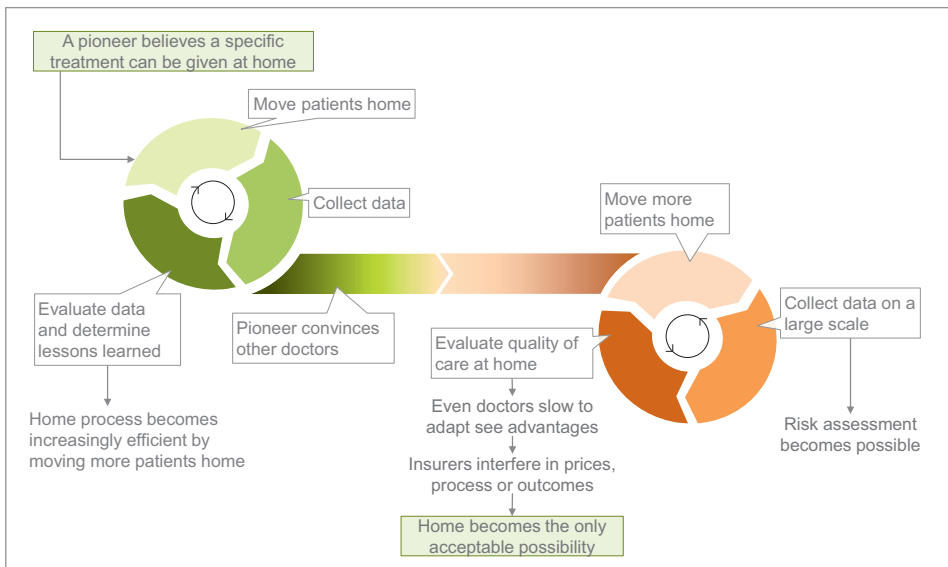 A pioneer believes a specific
treatment can be given at home
Move patients home
Collect data
Evaluate data
and determine
lessons learned
Home process becomes
increasingly efficient by
moving more patients home
Pioneer convinces
other doctors
Move more
patients home
Collect data on a
large scale
Risk assessment
becomes possible
Evaluate quality of
care at home
Even doctors slow to
adapt see advantages
Insurers interfere in prices,
process or outcomes
Home becomes the only
acceptable possibility